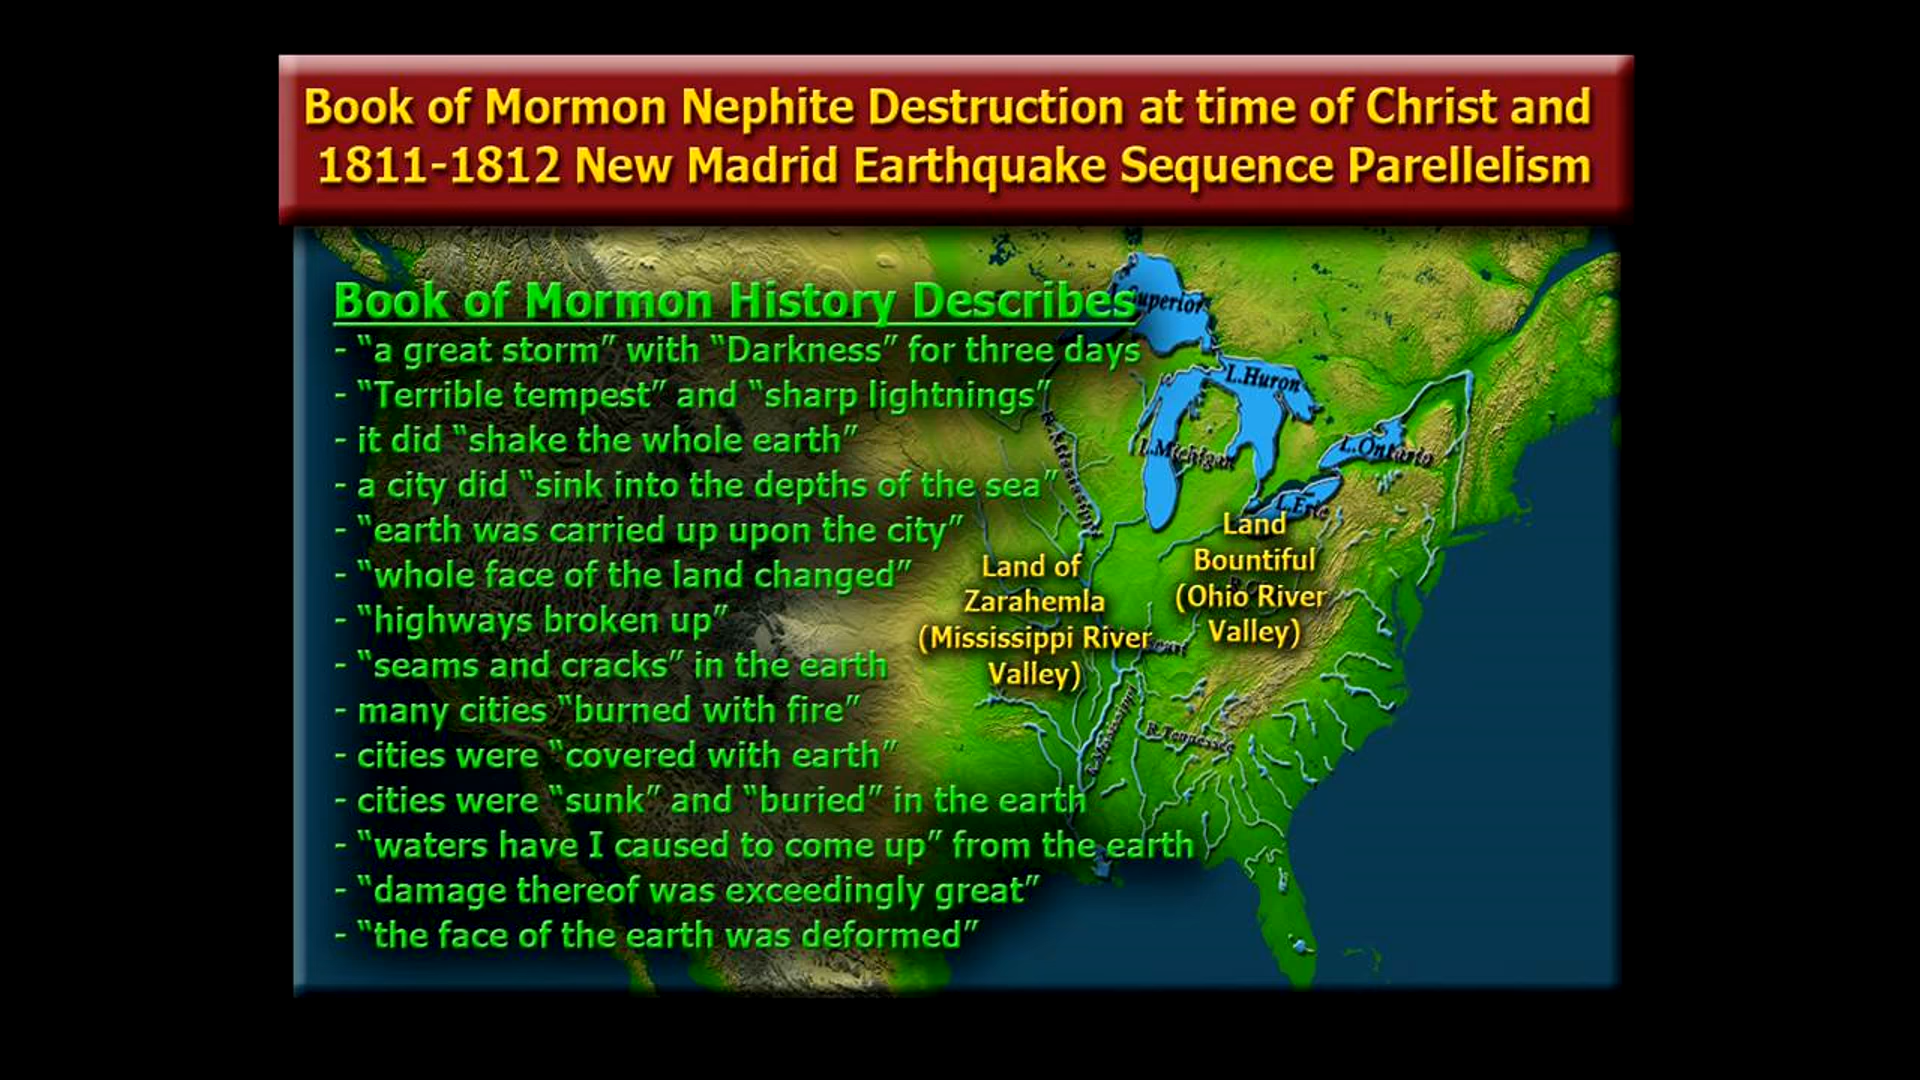 Book of Mormon Nephite Destruction at time of Christ and
1811-1812 New Madrid Earthquake Sequence Parellelism
Book of Mormon History Describes
- “a great storm” with “Darkness” for three days
- “Terrible tempest” and “sharp lightnings”
- it did “shake the whole earth”
- a city did “sink into the depths of the sea”
- “earth was carried up upon the city”
- “whole face of the land changed”
- “highways broken up”
- “seams and cracks” in the earth
- many cities “burned with fire”
- cities were “covered with earth”
- cities were “sunk” and “buried” in the earth
- “waters have I caused to come up” from the earth
- “damage thereof was exceedingly great”
- “the face of the earth was deformed”
L.Superior
L.Huron
L.Michigan
L.Ontario
L.Erie
R.Mississippi
Land
Bountiful
(Ohio River
Valley)
Land of
Zarahemla
(Mississippi River
Valley)
R.Mississippi
R.Tennessee